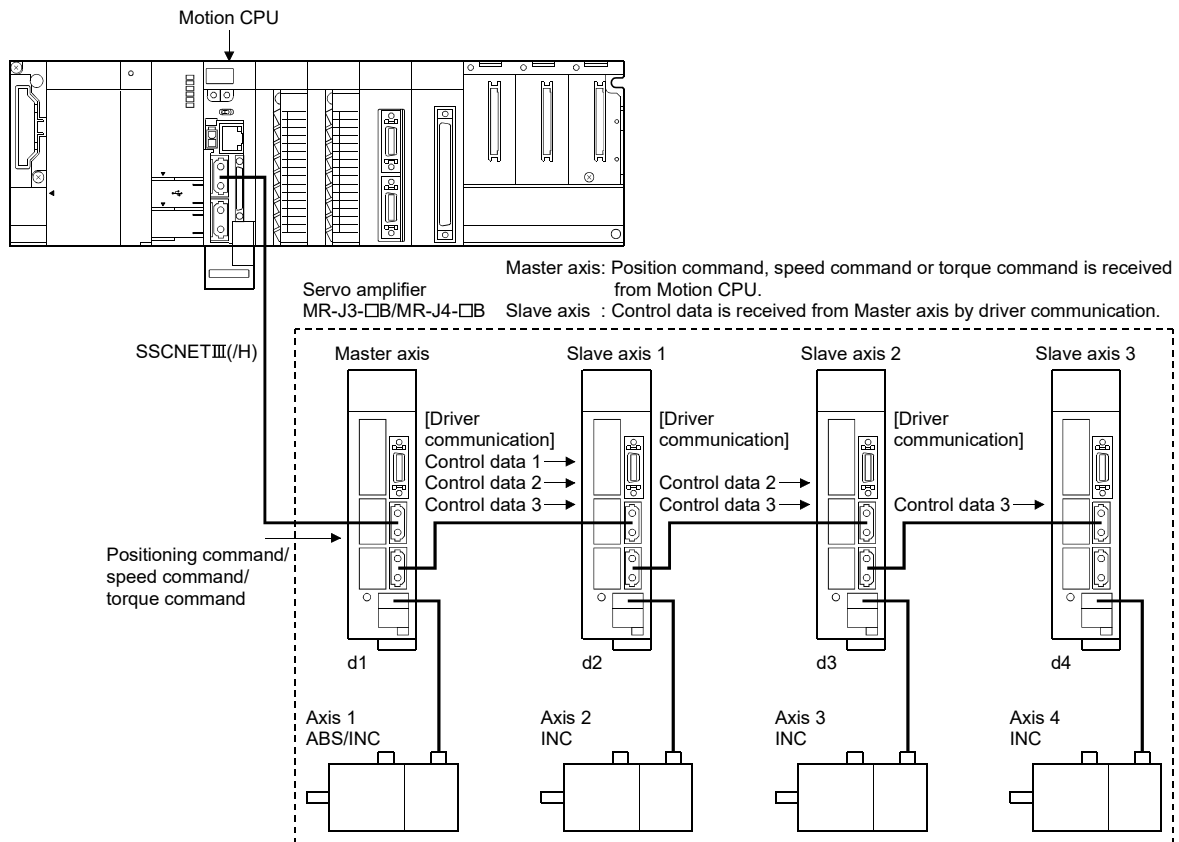 Motion CPU
Master axis: Position command, speed command or torque command is received
from Motion CPU.
Slave axis : Control data is received from Master axis by driver communication.
Servo amplifier
MR-J3-□B/MR-J4-□B
SSCNETⅢ(/H)
Master axis
Slave axis 1
Slave axis 2
Slave axis 3
[Driver
communication]
Control data 1
Control data 2
Control data 3
[Driver
communication]
Control data 2
Control data 3
[Driver
communication]
Control data 3
Positioning command/
speed command/
torque command
d1
d2
d3
d4
Axis 1
ABS/INC
Axis 2
INC
Axis 3
INC
Axis 4
INC